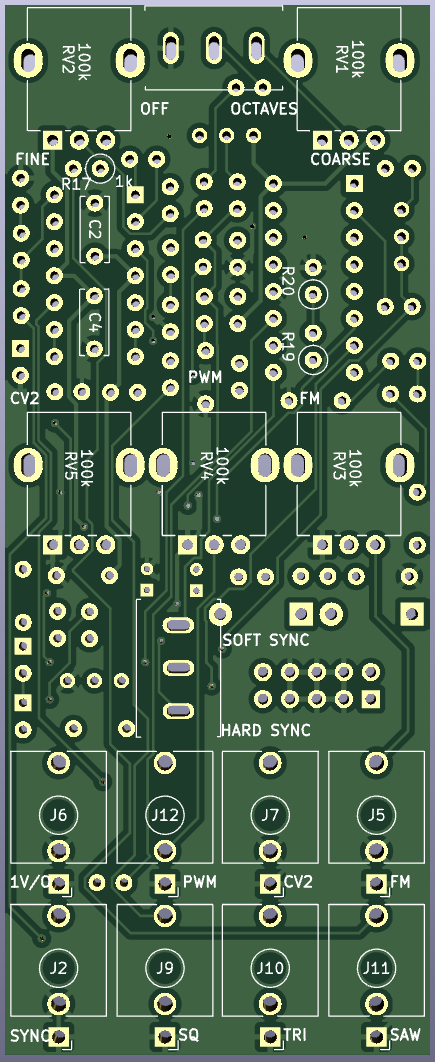 100k
RV2
100k
RV1
OFF
OCTAVES
FINE
COARSE
R17
1k
C2
R20
C4
R19
PWM
CV2
FM
100k
RV5
100k
RV4
100k
RV3
SOFT SYNC
HARD SYNC
J6
J12
J7
J5
1V/O
PWM
CV2
FM
J2
J9
J10
J11
SYNC
SQ
TRI
SAW